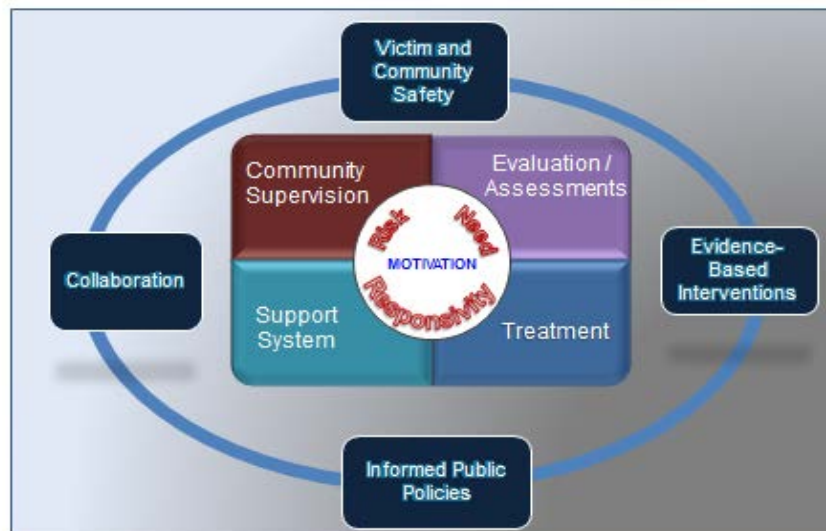 Victim and
Community
Safety
Community
Supervision
Evaluation /
Assessments
Risk
Need
MOTIVATION
Responsivity
Collaboration
Evidence-
Based
Interventions
Support
System
Treatment
Informed Public
Policies